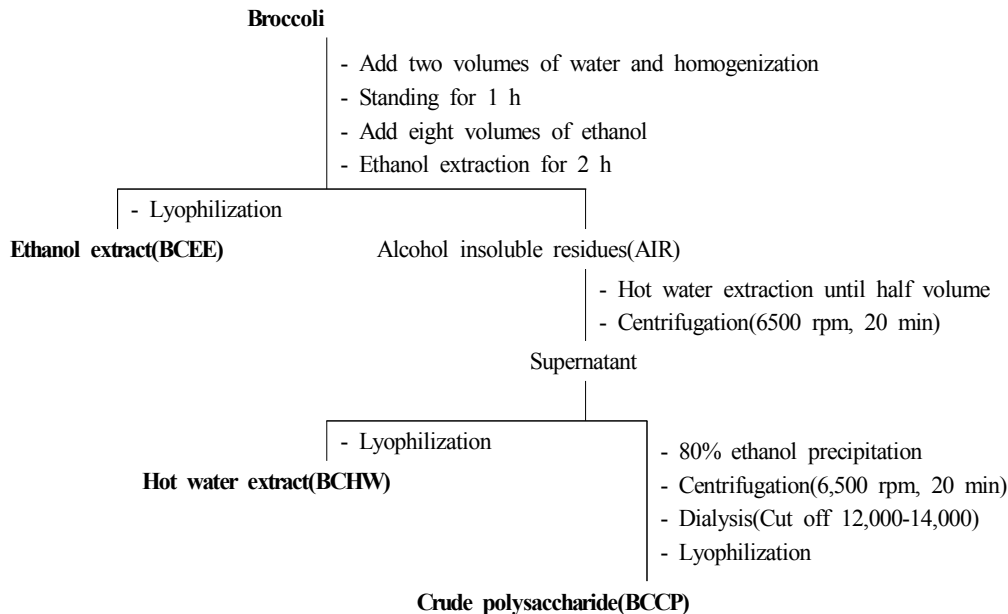 Broccoli
- Add two volumes of water and homogenization
- Standing for 1 h
- Add eight volumes of ethanol
- Ethanol extraction for 2 h
- Lyophilization
Ethanol extract(BCEE)
Alcohol insoluble residues(AIR)
- Hot water extraction until half volume
- Centrifugation(6500 rpm, 20 min)
Supernatant
- Lyophilization
Hot water extract(BCHW)
- 80% ethanol precipitation
- Centrifugation(6,500 rpm, 20 min)
- Dialysis(Cut off 12,000-14,000)
- Lyophilization
Crude polysaccharide(BCCP)